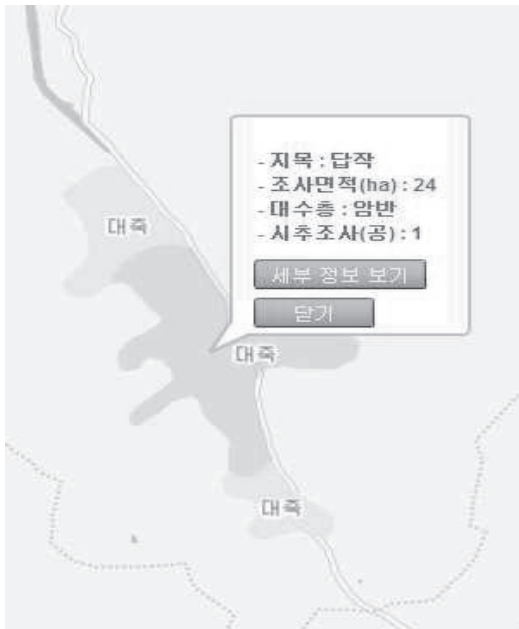 대죽
- 지목 : 답작
- 조사면적(ha) : 24
- 대수층 : 암반
- 시추조사(공) : 1
세부 정보 보기
닫기
대죽
대죽